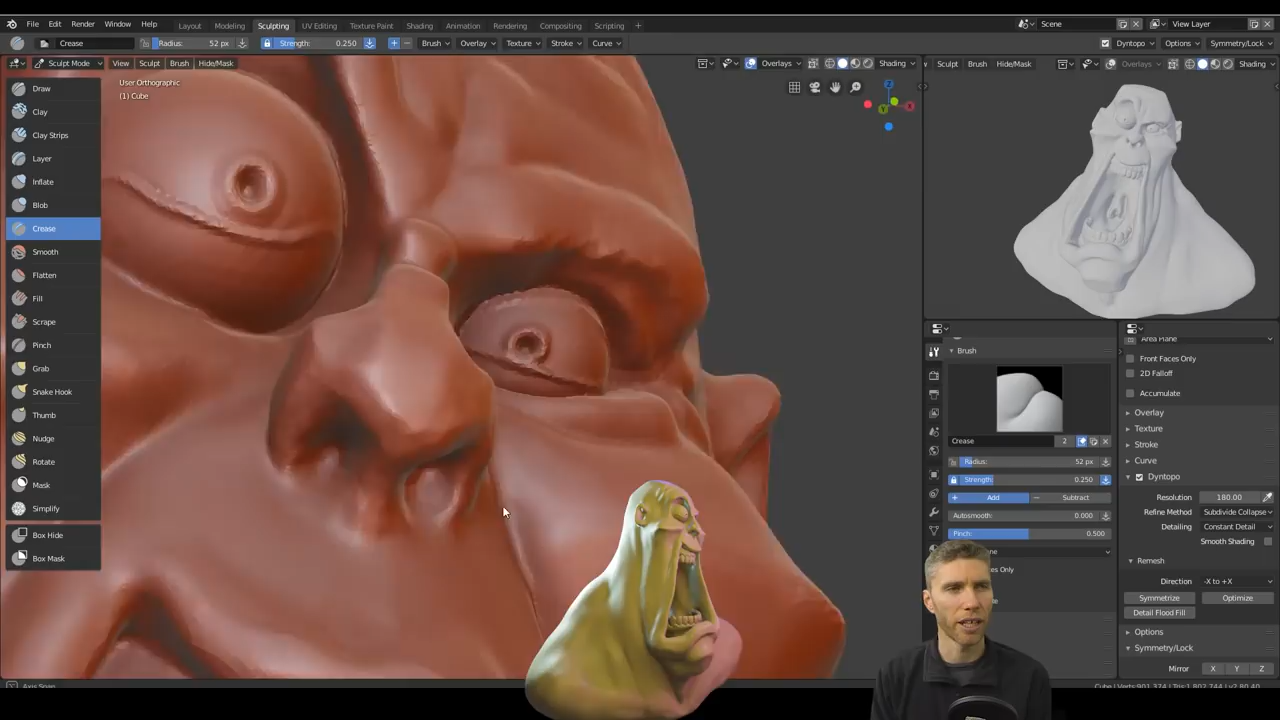 File Edit Render Window Help
Layout Modeling Sculpting UV Editing Texture Paint Shading Animation Rendering Compositing Scripting +
Scene
View Layer
Crease
Radius: 52 px
Strength: 0.250
Brush Overlay Texture Stroke Curve
Dyntopo Options Symmetry/Lock
Sculpt Mode View Sculpt Brush Hide/Mask
Overlays Shading
Sculpt Brush Hide/Mask Overlays Shading
User Orthographic
(1) Cube
Draw
Clay
Clay Strips
Layer
Inflate
Blob
Crease
Smooth
Flatten
Fill
Scrape
Pinch
Grab
Snake Hook
Thumb
Nudge
Rotate
Mask
Simplify
Box Hide
Box Mask
Brush
Crease 2
Radius: 52 px
Strength: 0.250
Add Subtract
Autosmooth: 0.000
Pinch: 0.500
Area Plane
Front Faces Only
2D Falloff
Accumulate
Overlay
Texture
Stroke
Curve
Dyntopo
Resolution 180.00
Refine Method Subdivide Collapse
Detailing Constant Detail
Smooth Shading
Remesh
Direction -X to +X
Symmetrize Optimize
Detail Flood Fill
Options
Symmetry/Lock
Mirror X Y Z